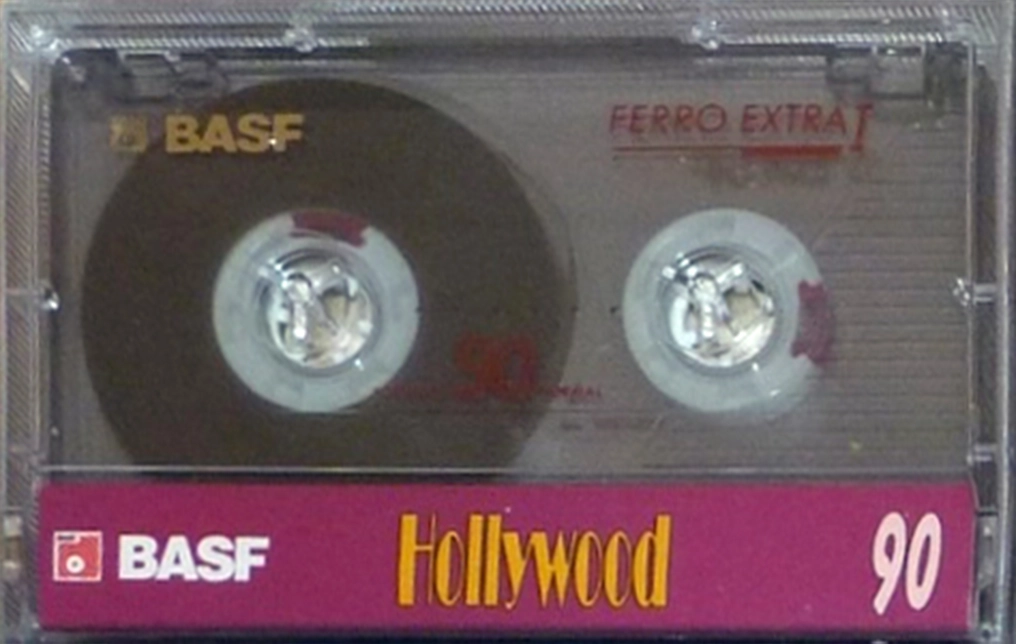 BASF
FERRO EXTRA I
90
BASF
Hollywood
90